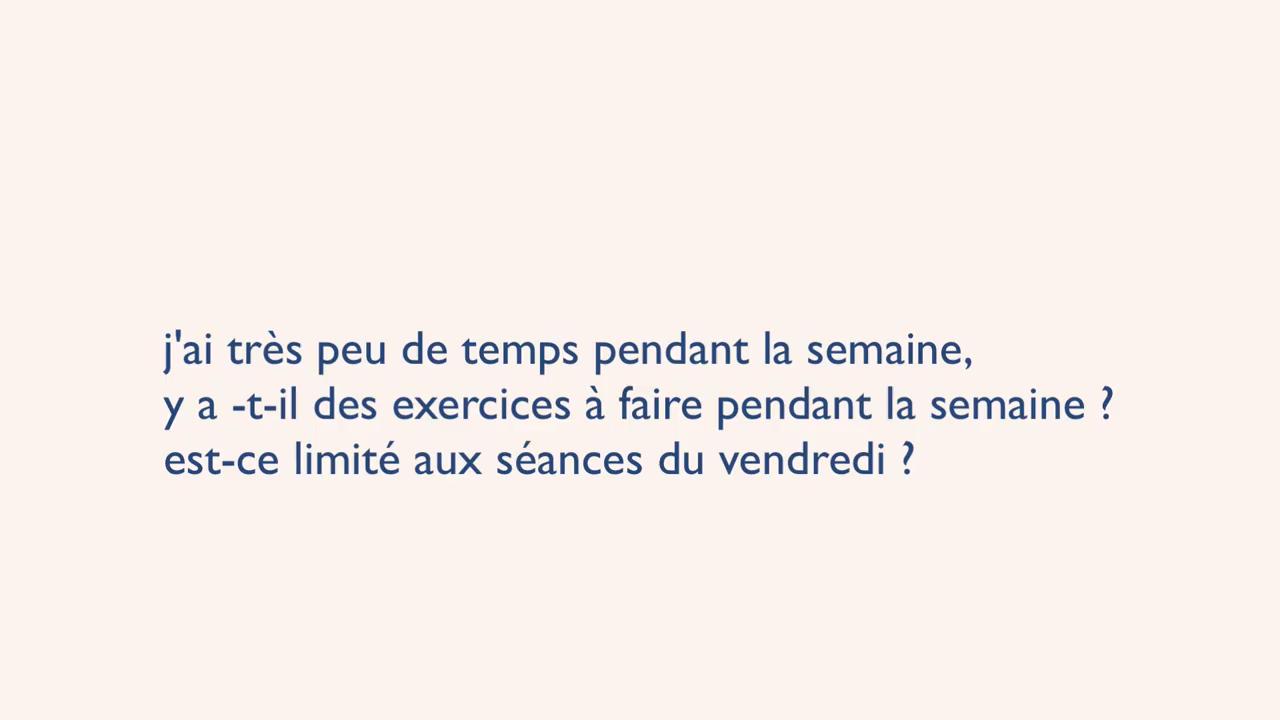 j'ai très peu de temps pendant la semaine,
y a -t-il des exercices à faire pendant la semaine ?
est-ce limité aux séances du vendredi ?